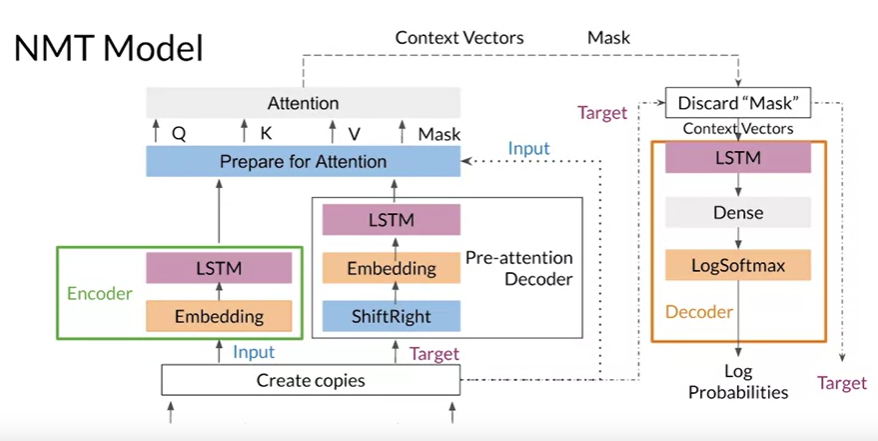 NMT Model
Context Vectors Mask
Attention
Q K V Mask
Prepare for Attention
Input
Target
Discard “Mask”
Context Vectors
LSTM
Dense
LogSoftmax
Decoder
Log
Probabilities
Target
LSTM
Embedding
ShiftRight
Pre-attention
Decoder
Encoder
LSTM
Embedding
Input
Target
Create copies